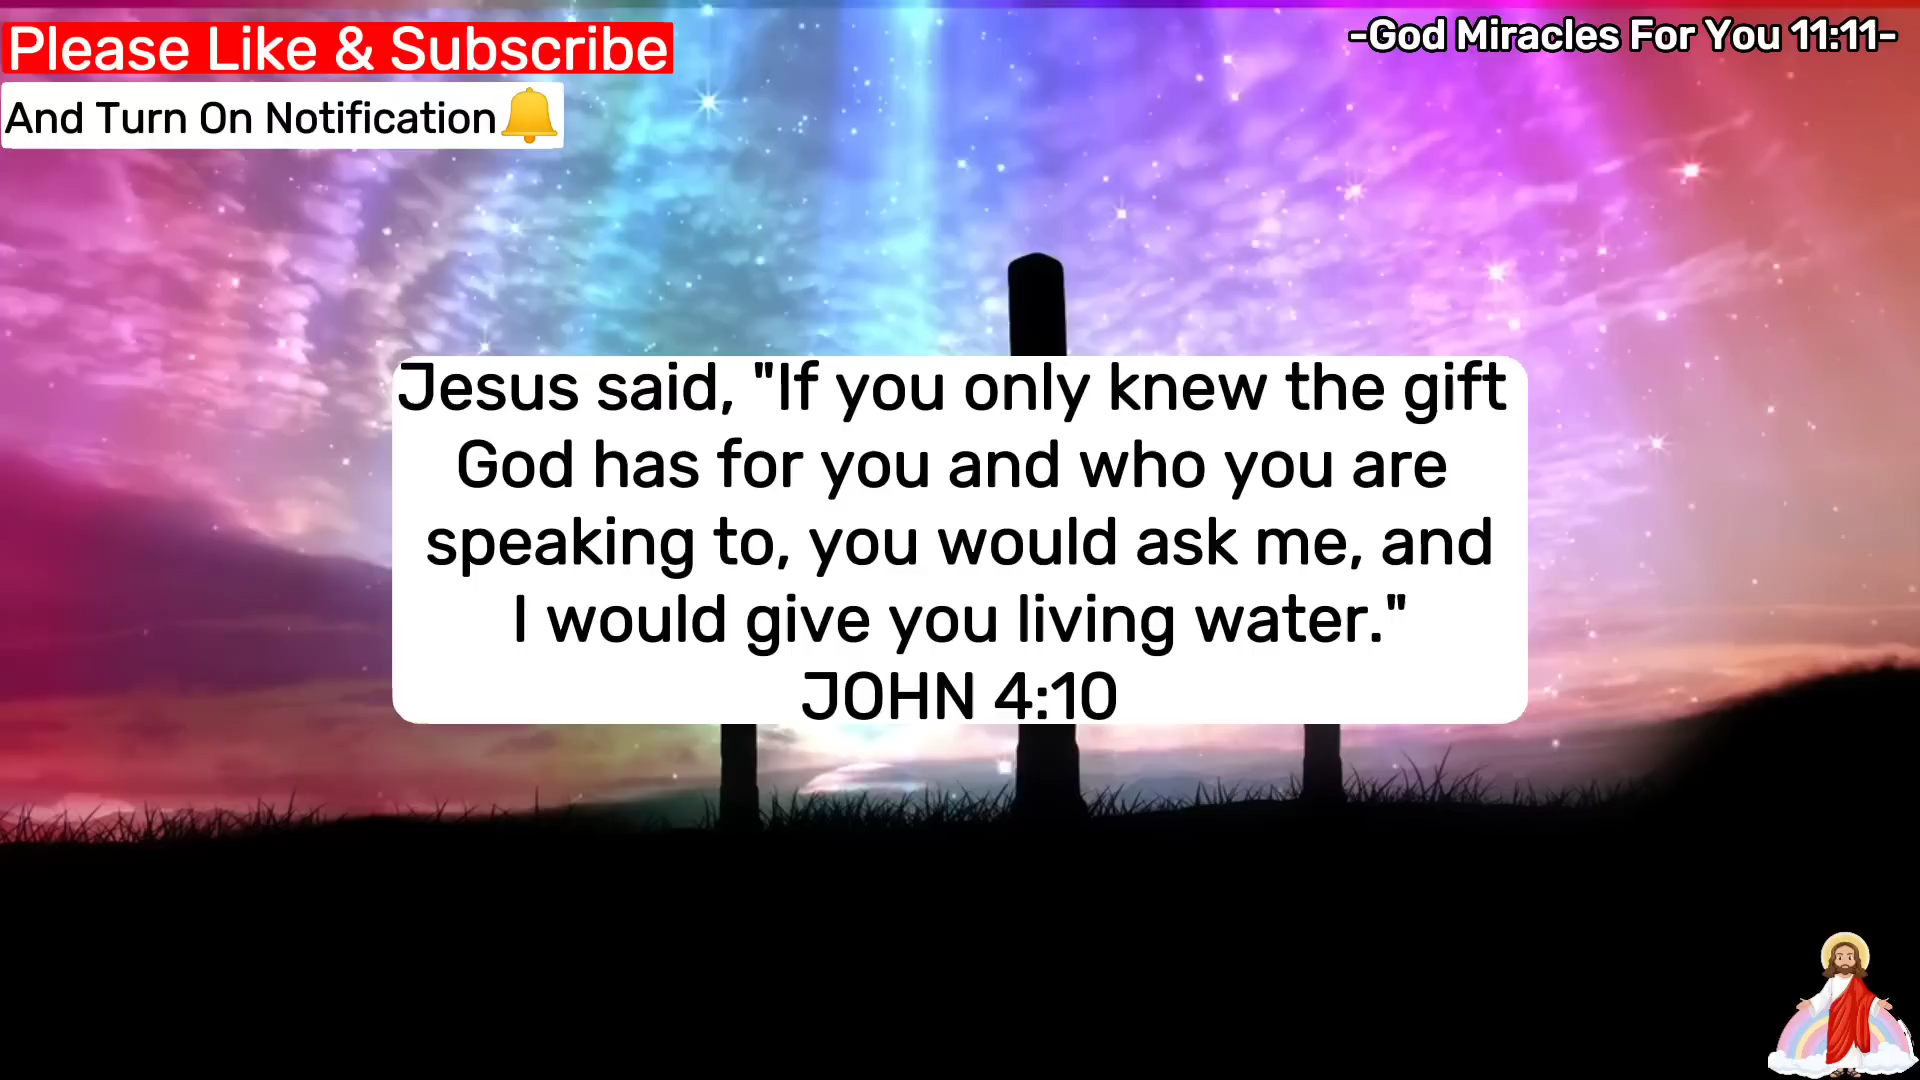 Please Like & Subscribe
-God Miracles For You 11:11-
And Turn On Notification🔔
Jesus said, "If you only knew the gift
God has for you and who you are
speaking to, you would ask me, and
I would give you living water."
JOHN 4:10